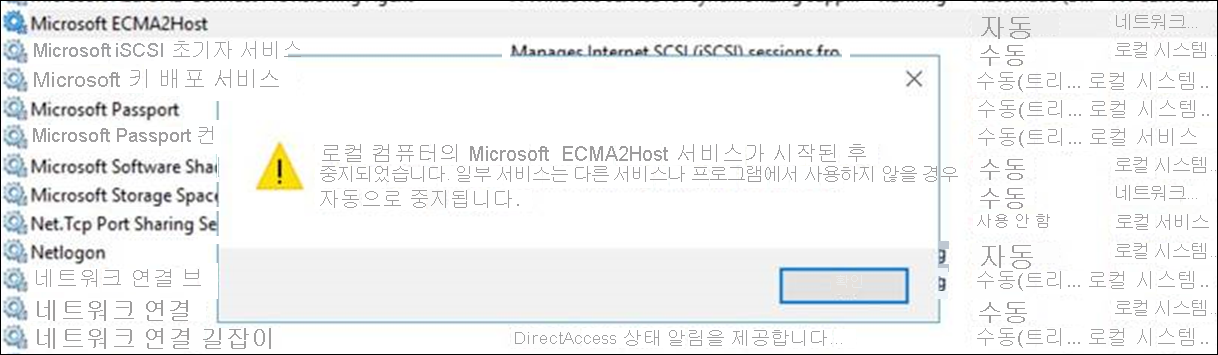 Microsoft ECMA2Host 자동 네트워크...
Microsoft iSCSI 초기자 서비스 Manages Internet SCSI (iSCSI) sessions fro 수동 로컬 시스템..
Microsoft 키 배포 서비스 수동(트리... 로컬 시스템..
Microsoft Passport 수동(트리... 로컬 시스템..
Microsoft Passport 컨 수동(트리 로컬 서비스
Microsoft Software Sha 수동 로컬 시스템..
Microsoft Storage Space 수동 네트워크...
Net.Tcp Port Sharing Se 사용 안 함 로컬 서비스
Netlogon 자동 로컬 시스템..
네트워크 연결 브 수동(트리... 로컬 시스템..
네트워크 연결 수동 로컬 시스템..
네트워크 연결 길잡이 DirectAccess 상태 알림을 제공합니다... 수동(트리... 로컬 시스템..
로컬 컴퓨터의 Microsoft ECMA2Host 서비스가 시작된 후
중지되었습니다. 일부 서비스는 다른 서비스나 프로그램에서 사용하지 않을 경우
자동으로 중지됩니다.